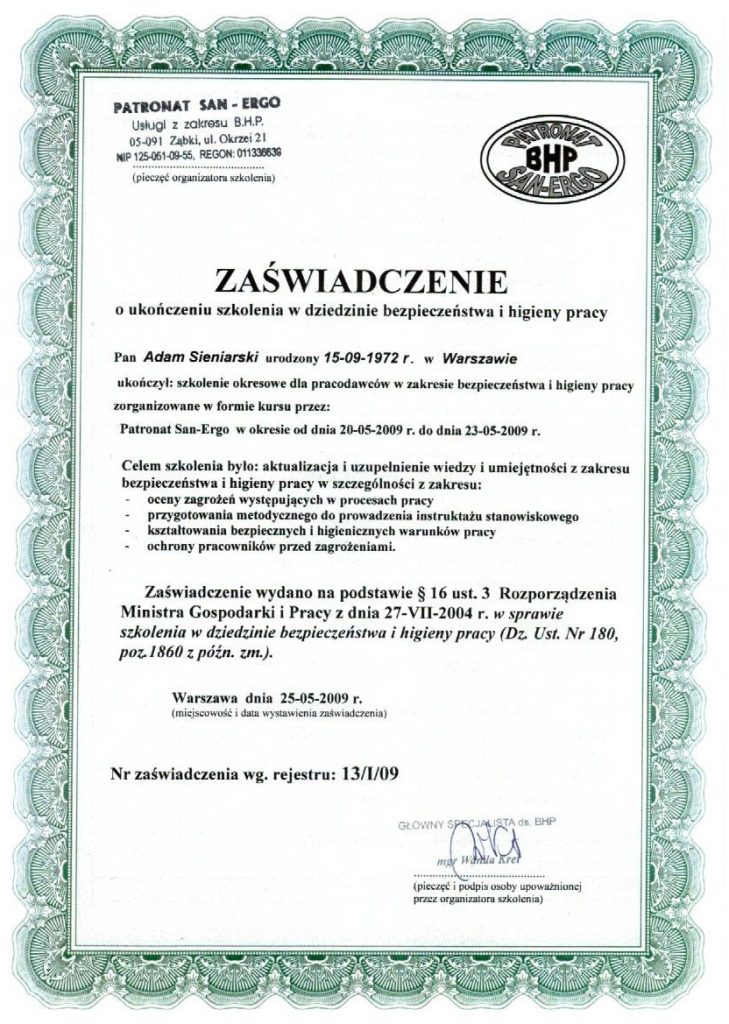 PATRONAT SAN - ERGO
Usługi z zakresu B.H.P.
05-091 Ząbki, ul. Okrzei 21
NIP 125-061-09-55, REGON: 011336639
(pieczęć organizatora szkolenia)
PATRONAT
BHP
SAN-ERGO
ZAŚWIADCZENIE
o ukończeniu szkolenia w dziedzinie bezpieczeństwa i higieny pracy
Pan Adam Sieniarski urodzony 15-09-1972 r. w Warszawie
ukończył: szkolenie okresowe dla pracodawców w zakresie bezpieczeństwa i higieny pracy
zorganizowane w formie kursu przez:
Patronat San-Ergo w okresie od dnia 20-05-2009 r. do dnia 23-05-2009 r.
Celem szkolenia było: aktualizacja i uzupełnienie wiedzy i umiejętności z zakresu
bezpieczeństwa i higieny pracy w szczególności z zakresu:
- oceny zagrożeń występujących w procesach pracy
- przygotowania metodycznego do prowadzenia instruktażu stanowiskowego
- kształtowania bezpiecznych i higienicznych warunków pracy
- ochrony pracowników przed zagrożeniami.
Zaświadczenie wydano na podstawie § 16 ust. 3 Rozporządzenia
Ministra Gospodarki i Pracy z dnia 27-VII-2004 r. w sprawie
szkolenia w dziedzinie bezpieczeństwa i higieny pracy (Dz. Ust. Nr 180,
poz.1860 z późn. zm.).
Warszawa dnia 25-05-2009 r.
(miejscowość i data wystawienia zaświadczenia)
Nr zaświadczenia wg. rejestru: 13/I/09
GŁÓWNY SPECJALISTA ds. BHP
mgr Wanda Kret
(pieczęć i podpis osoby upoważnionej
przez organizatora szkolenia)